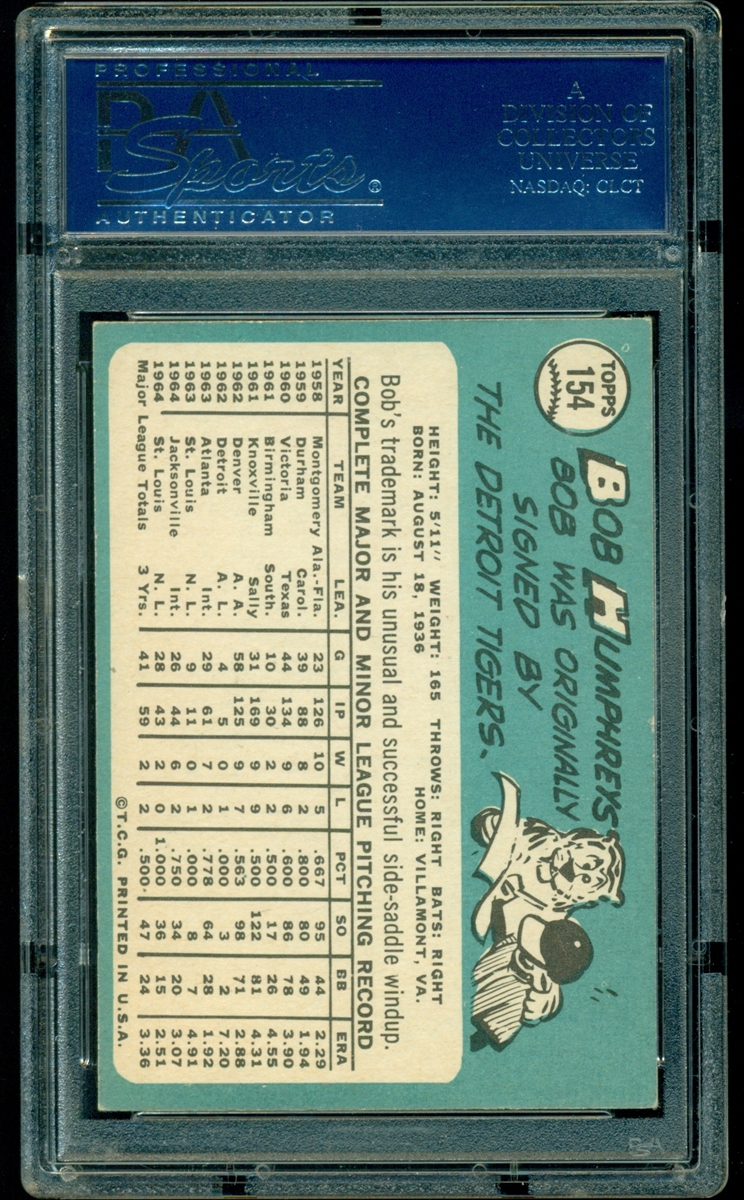 PROFESSIONAL
PSA
Sports®
AUTHENTICATOR
A
DIVISION OF
COLLECTORS
UNIVERSE
NASDAQ: CLCT
TOPPS
154
BOB HUMPHREYS
BOB WAS ORIGINALLY
SIGNED BY
THE DETROIT TIGERS.
HEIGHT: 5'11" WEIGHT: 165 THROWS: RIGHT BATS: RIGHT
BORN: AUGUST 18, 1936 HOME: VILLAMONT, VA.
Bob's trademark is his unusual and successful side-saddle windup.
COMPLETE MAJOR AND MINOR LEAGUE PITCHING RECORD
YEAR TEAM LEA. G IP W L PCT SO BB ERA
1958 Montgomery Ala.-Fla. 23 126 10 5 .667 95 44 2.29
1959 Durham Carol. 39 88 8 2 .800 80 49 1.94
1960 Victoria Texas 44 134 9 6 .600 86 78 3.90
1961 Birmingham South. 10 30 2 2 .500 17 26 4.55
1961 Knoxville Sally 31 169 9 9 .500 122 81 4.31
1962 Denver A. A. 58 125 9 7 .563 98 71 2.88
1962 Detroit A. L. 4 5 0 1 .000 3 2 7.20
1963 Atlanta Int. 29 61 7 2 .778 64 28 1.92
1963 St. Louis N. L. 9 11 0 1 .000 8 7 4.91
1964 Jacksonville Int. 26 44 6 2 .750 34 20 3.07
1964 St. Louis N. L. 28 43 2 0 1.000 36 15 2.51
Major League Totals 3 Yrs. 41 59 2 2 .500 47 24 3.36
©T.C.G. PRINTED IN U.S.A.
PSA